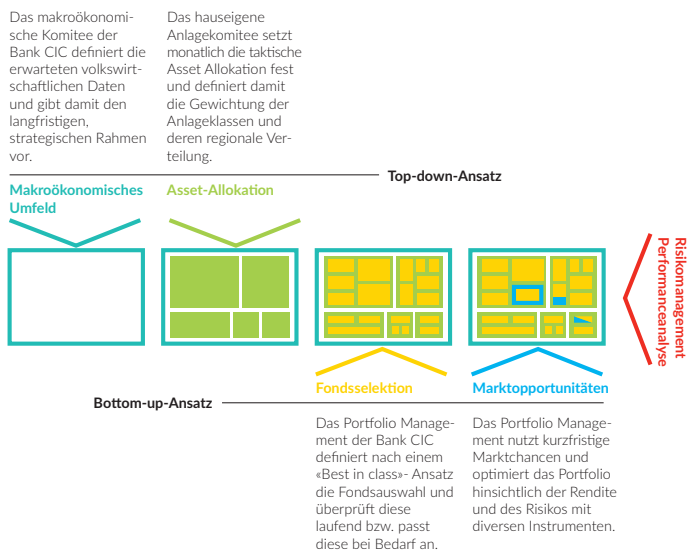 Das makroökonomi-
sche Komitee der
Bank CIC definiert die
erwarteten volkswirt-
schaftlichen Daten
und gibt damit den
langfristigen,
strategischen Rahmen
vor.
Das hauseigene
Anlagekomitee setzt
monatlich die taktische
Asset Allokation fest
und definiert damit
die Gewichtung der
Anlageklassen und
deren regionale Ver-
teilung.
Top-down-Ansatz
Makroökonomisches
Umfeld
Asset-Allokation
Risikomanagement
Performanceanalyse
Fondsselektion
Marktopportunitäten
Bottom-up-Ansatz
Das Portfolio Manage-
ment der Bank CIC
definiert nach einem
«Best in class»- Ansatz
die Fondsauswahl und
überprüft diese
laufend bzw. passt
diese bei Bedarf an.
Das Portfolio Manage-
ment nutzt kurzfristige
Marktchancen und
optimiert das Portfolio
hinsichtlich der Rendite
und des Risikos mit
diversen Instrumenten.